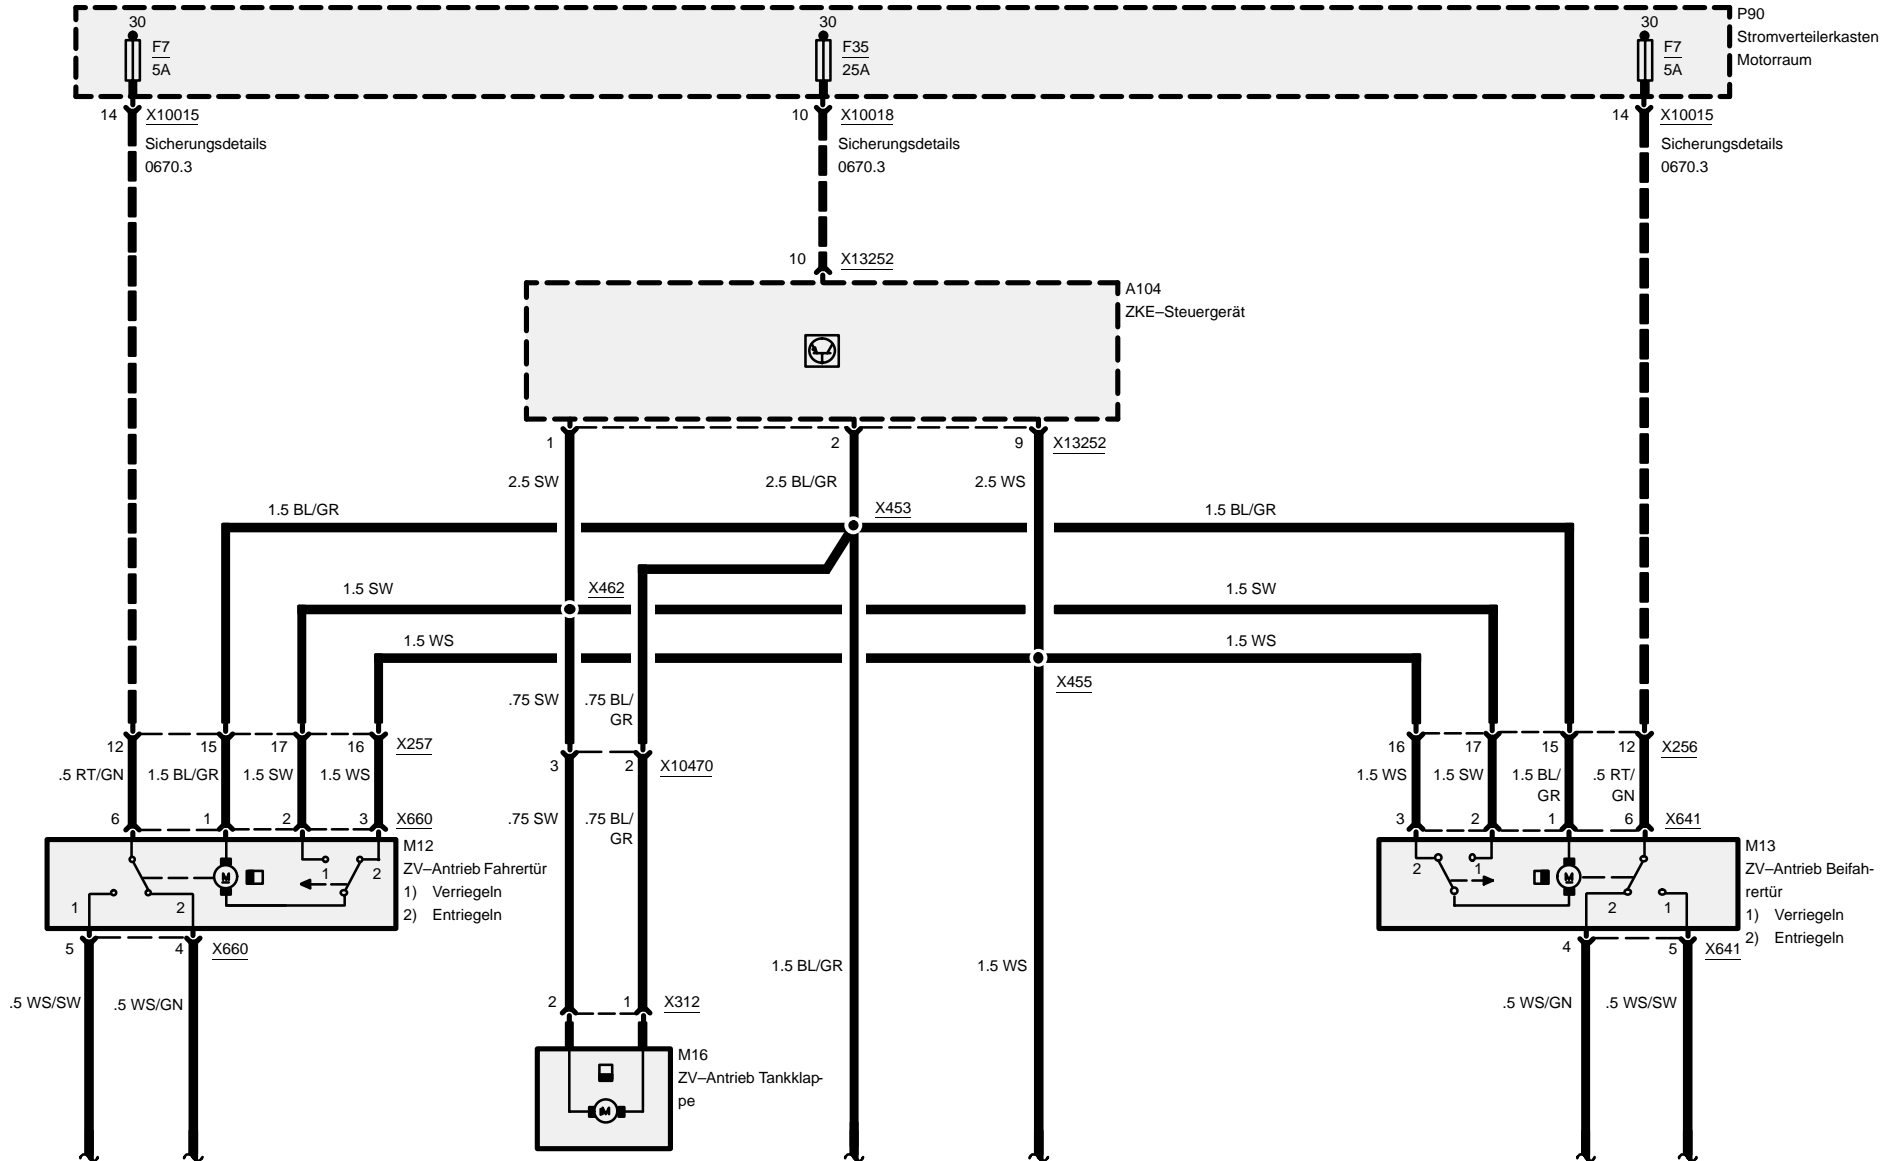 30
30
30
P90
F7
F35
F7
Stromverteilerkasten
5A
25A
5A
Motorraum
14 X10015
10 X10018
14 X10015
Sicherungsdetails
Sicherungsdetails
Sicherungsdetails
0670.3
0670.3
0670.3
10 X13252
A104
ZKE–Steuergerät
1
2
9 X13252
2.5 SW
2.5 BL/GR
2.5 WS
1.5 BL/GR
X453
1.5 BL/GR
1.5 SW
X462
1.5 SW
1.5 WS
1.5 WS
X455
.75 SW
.75 BL/
GR
12 15 17 16 X257
3 2 X10470
16 17 15 12 X256
.5 RT/GN
1.5 BL/GR
1.5 SW
1.5 WS
1.5 WS
1.5 SW
1.5 BL/
GR
.5 RT/
GN
.75 SW
.75 BL/
GR
6 1 2 3 X660
3 2 1 6 X641
M12
ZV–Antrieb Fahrertür
1) Verriegeln
2) Entriegeln
M
1
2
1
2
M13
ZV–Antrieb Beifah-
rertür
1) Verriegeln
2) Entriegeln
2
1
M
2
1
5 4 X660
4 5 X641
1.5 BL/GR
1.5 WS
.5 WS/SW
.5 WS/GN
.5 WS/GN
.5 WS/SW
2 1 X312
M16
ZV–Antrieb Tankklap-
pe
M